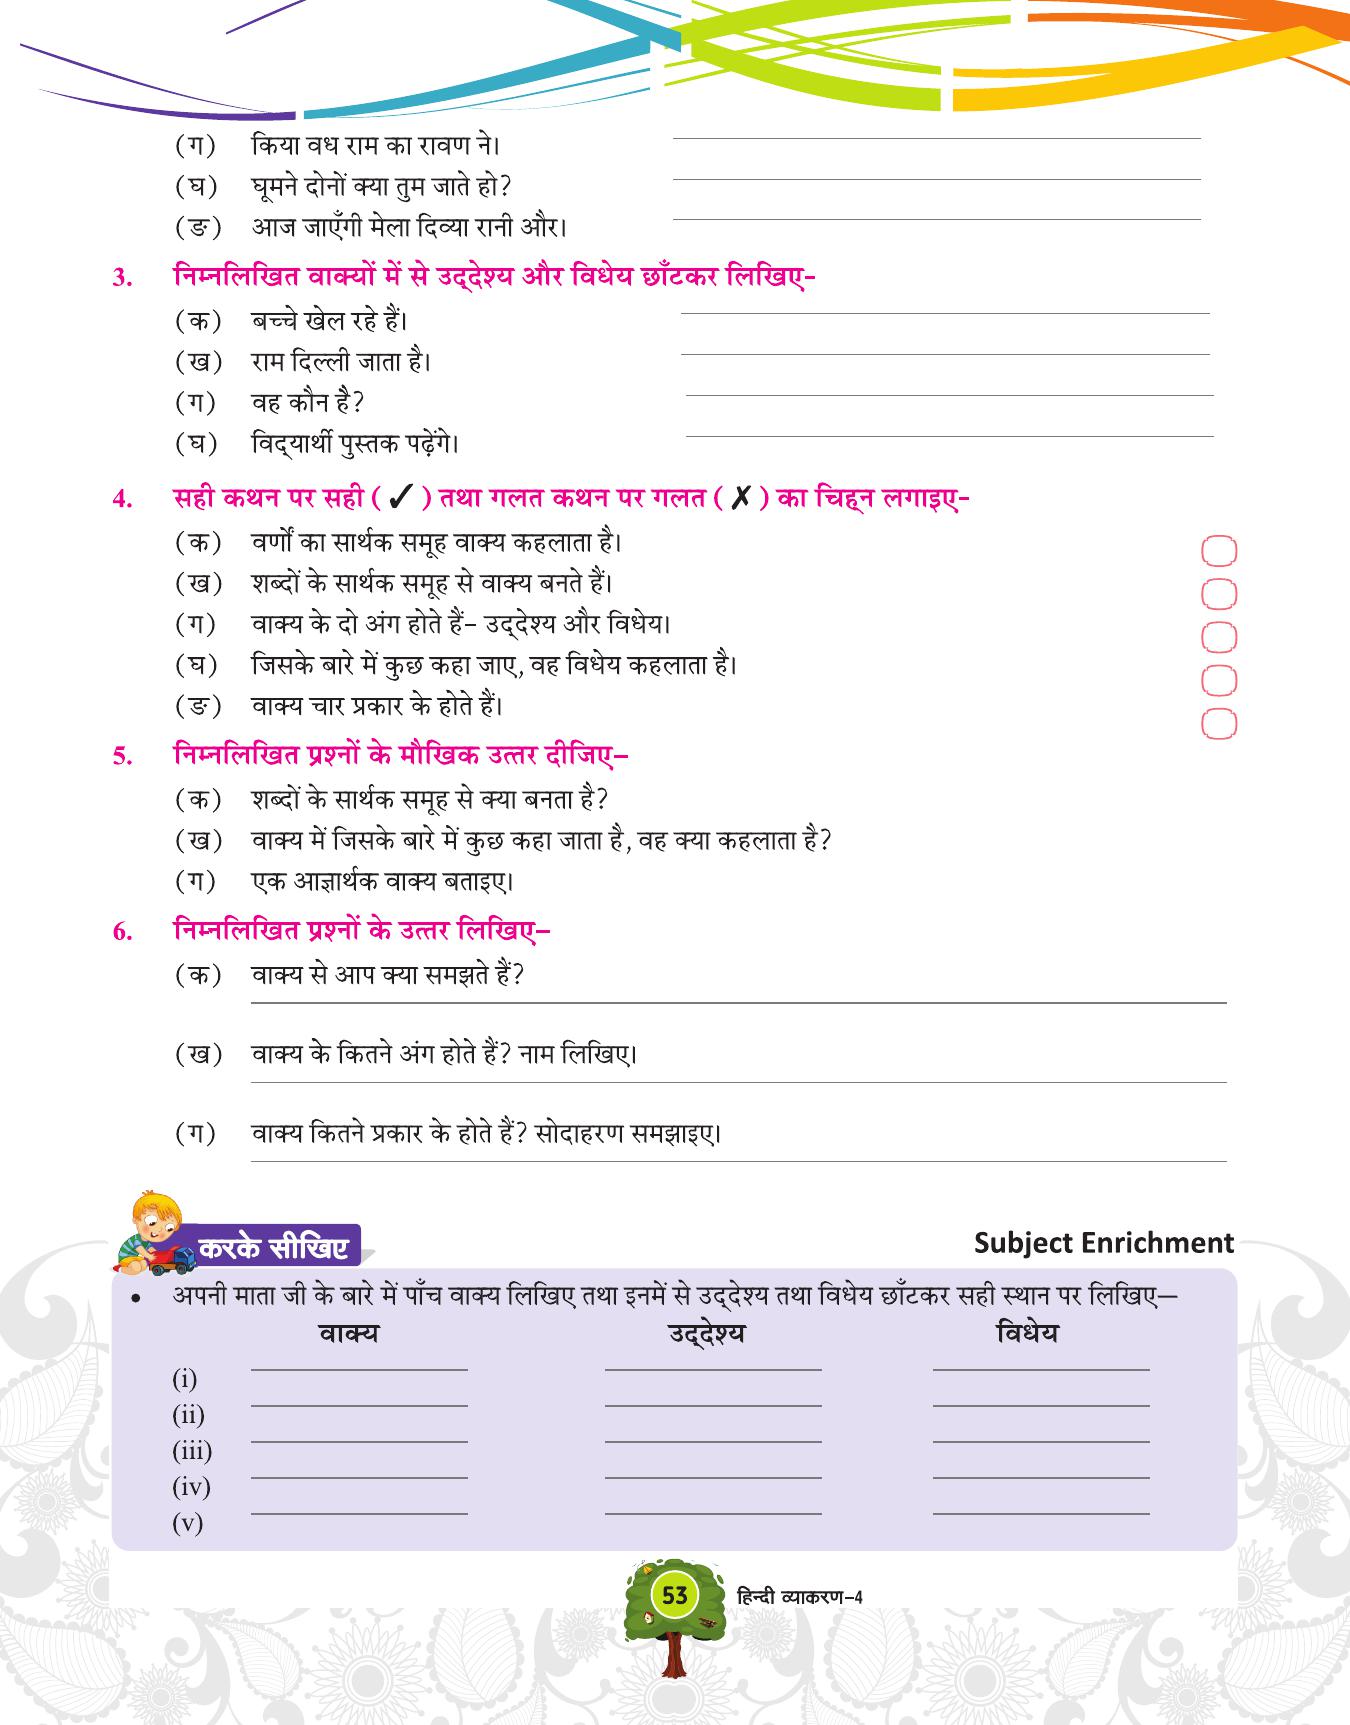 (ग) किया वध राम का रावण ने।
(घ) घूमने दोनों क्या तुम जाते हो?
(ङ) आज जाएँगी मेला दिव्या रानी और।
3. निम्नलिखित वाक्यों में से उद्देश्य और विधेय छाँटकर लिखिए-
(क) बच्चे खेल रहे हैं।
(ख) राम दिल्ली जाता है।
(ग) वह कौन है?
(घ) विद्यार्थी पुस्तक पढ़ेंगे।
4. सही कथन पर सही (✓) तथा गलत कथन पर गलत (✗) का चिह्न लगाइए-
(क) वर्णों का सार्थक समूह वाक्य कहलाता है।
(ख) शब्दों के सार्थक समूह से वाक्य बनते हैं।
(ग) वाक्य के दो अंग होते हैं– उद्देश्य और विधेय।
(घ) जिसके बारे में कुछ कहा जाए, वह विधेय कहलाता है।
(ङ) वाक्य चार प्रकार के होते हैं।
5. निम्नलिखित प्रश्नों के मौखिक उत्तर दीजिए–
(क) शब्दों के सार्थक समूह से क्या बनता है?
(ख) वाक्य में जिसके बारे में कुछ कहा जाता है, वह क्या कहलाता है?
(ग) एक आज्ञार्थक वाक्य बताइए।
6. निम्नलिखित प्रश्नों के उत्तर लिखिए–
(क) वाक्य से आप क्या समझते हैं?
(ख) वाक्य के कितने अंग होते हैं? नाम लिखिए।
(ग) वाक्य कितने प्रकार के होते हैं? सोदाहरण समझाइए।
करके सीखिए Subject Enrichment
• अपनी माता जी के बारे में पाँच वाक्य लिखिए तथा इनमें से उद्देश्य तथा विधेय छाँटकर सही स्थान पर लिखिए—
वाक्य उद्देश्य विधेय
(i)
(ii)
(iii)
(iv)
(v)
53 हिन्दी व्याकरण–4